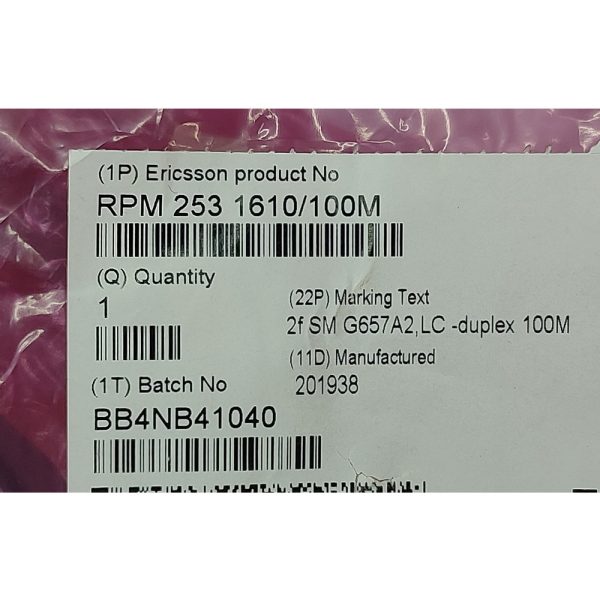 (1P) Ericsson product No
RPM 253 1610/100M
(Q) Quantity
1
(22P) Marking Text
2f SM G657A2,LC -duplex 100M
(11D) Manufactured
201938
(1T) Batch No
BB4NB41040